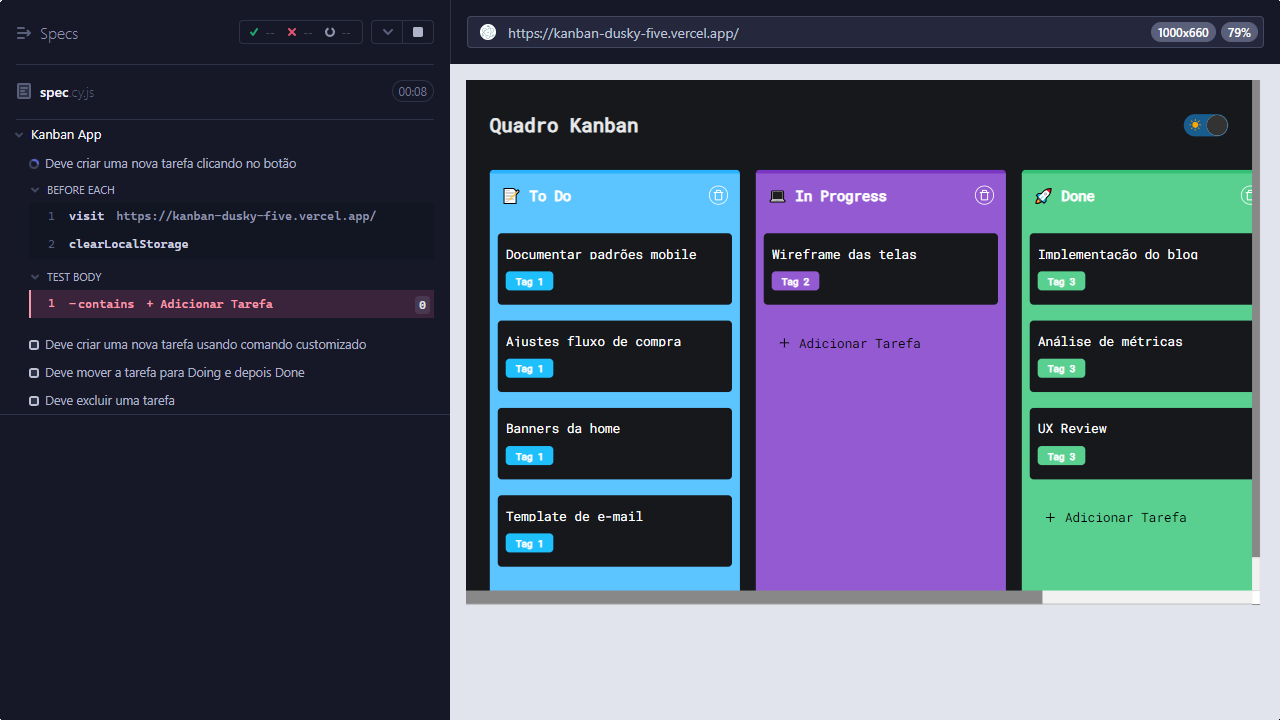 Specs
-- -- --
spec.cy.js
00:08
Kanban App
Deve criar uma nova tarefa clicando no botão
BEFORE EACH
1 visit https://kanban-dusky-five.vercel.app/
2 clearLocalStorage
TEST BODY
1 -contains + Adicionar Tarefa 0
Deve criar uma nova tarefa usando comando customizado
Deve mover a tarefa para Doing e depois Done
Deve excluir uma tarefa
https://kanban-dusky-five.vercel.app/
1000x660 79%
Quadro Kanban
To Do
Documentar padrões mobile
Tag 1
Ajustes fluxo de compra
Tag 1
Banners da home
Tag 1
Template de e-mail
Tag 1
In Progress
Wireframe das telas
Tag 2
+ Adicionar Tarefa
Done
Implementação do blog
Tag 3
Análise de métricas
Tag 3
UX Review
Tag 3
+ Adicionar Tarefa